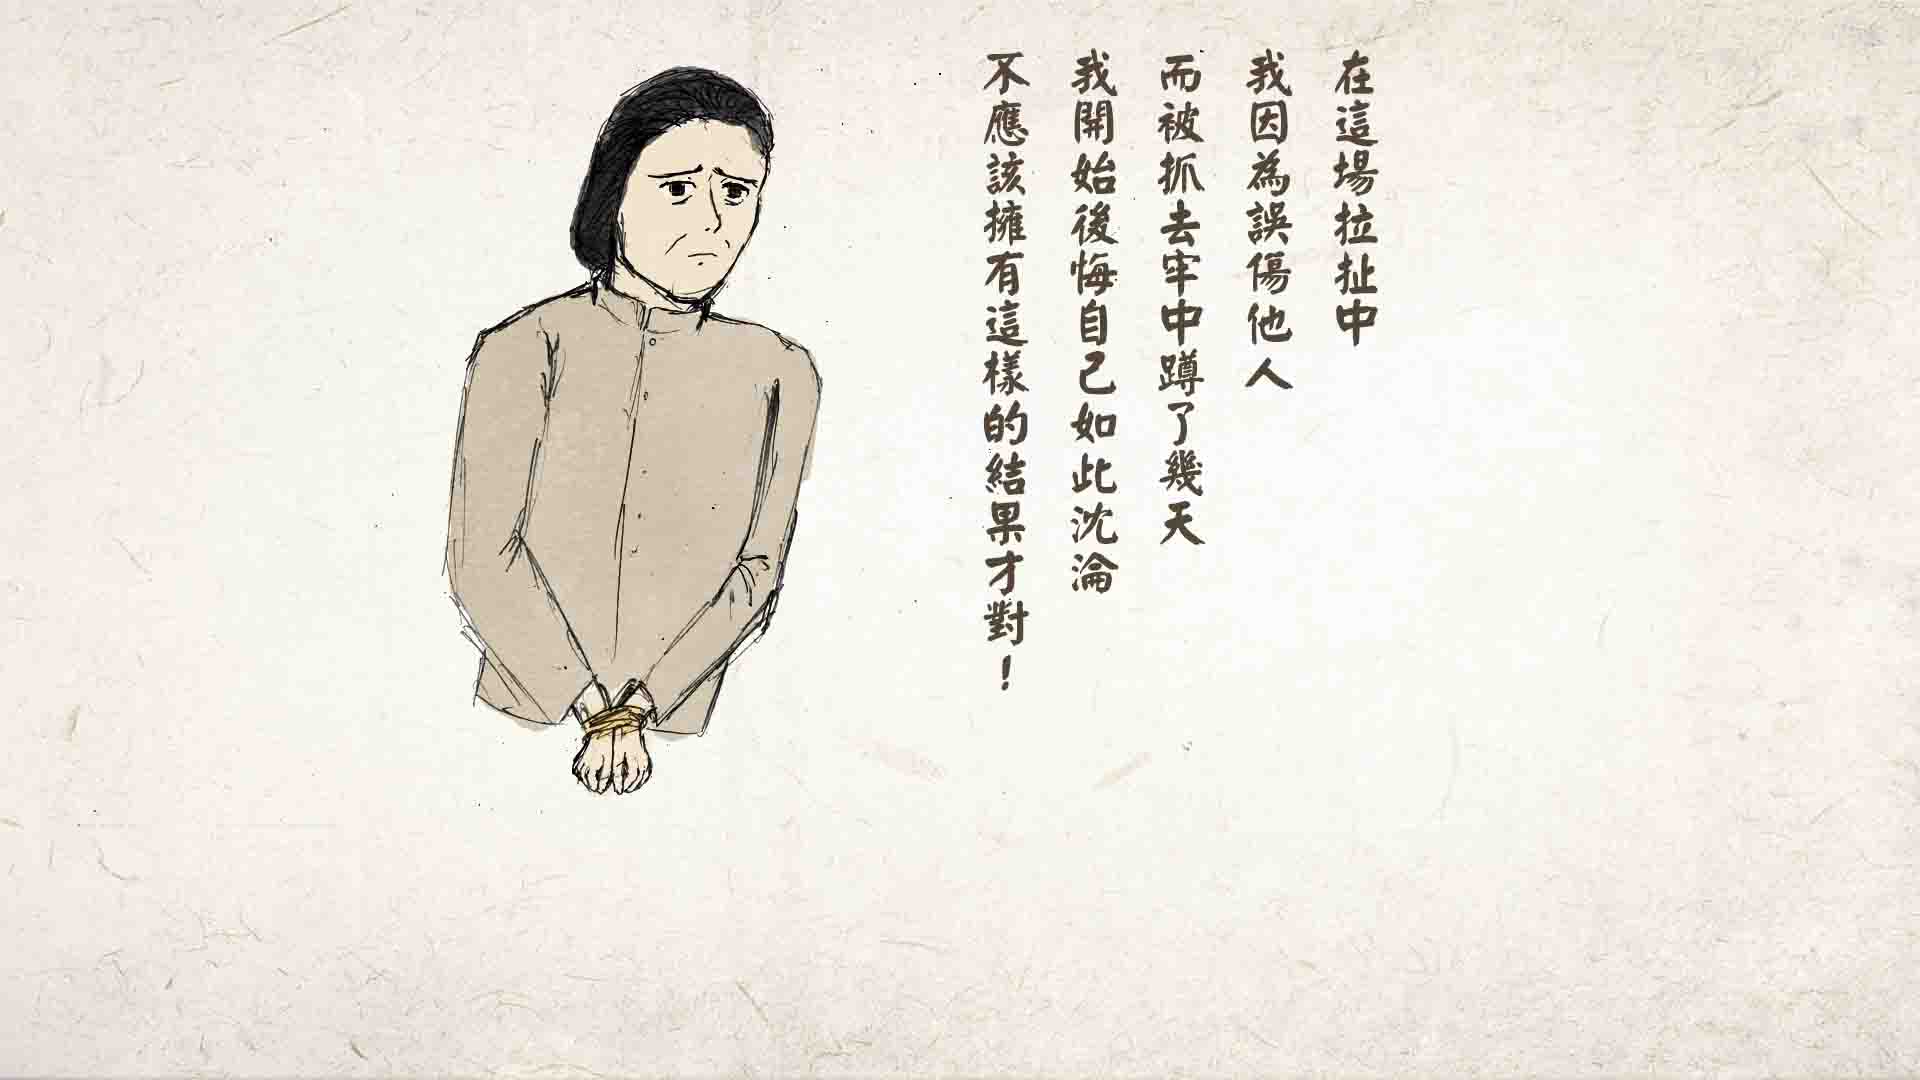 在這場拉扯中
我因為誤傷他人
而被抓去牢中蹲了幾天
我開始後悔自己如此沈淪
不應該擁有這樣的結果才對！